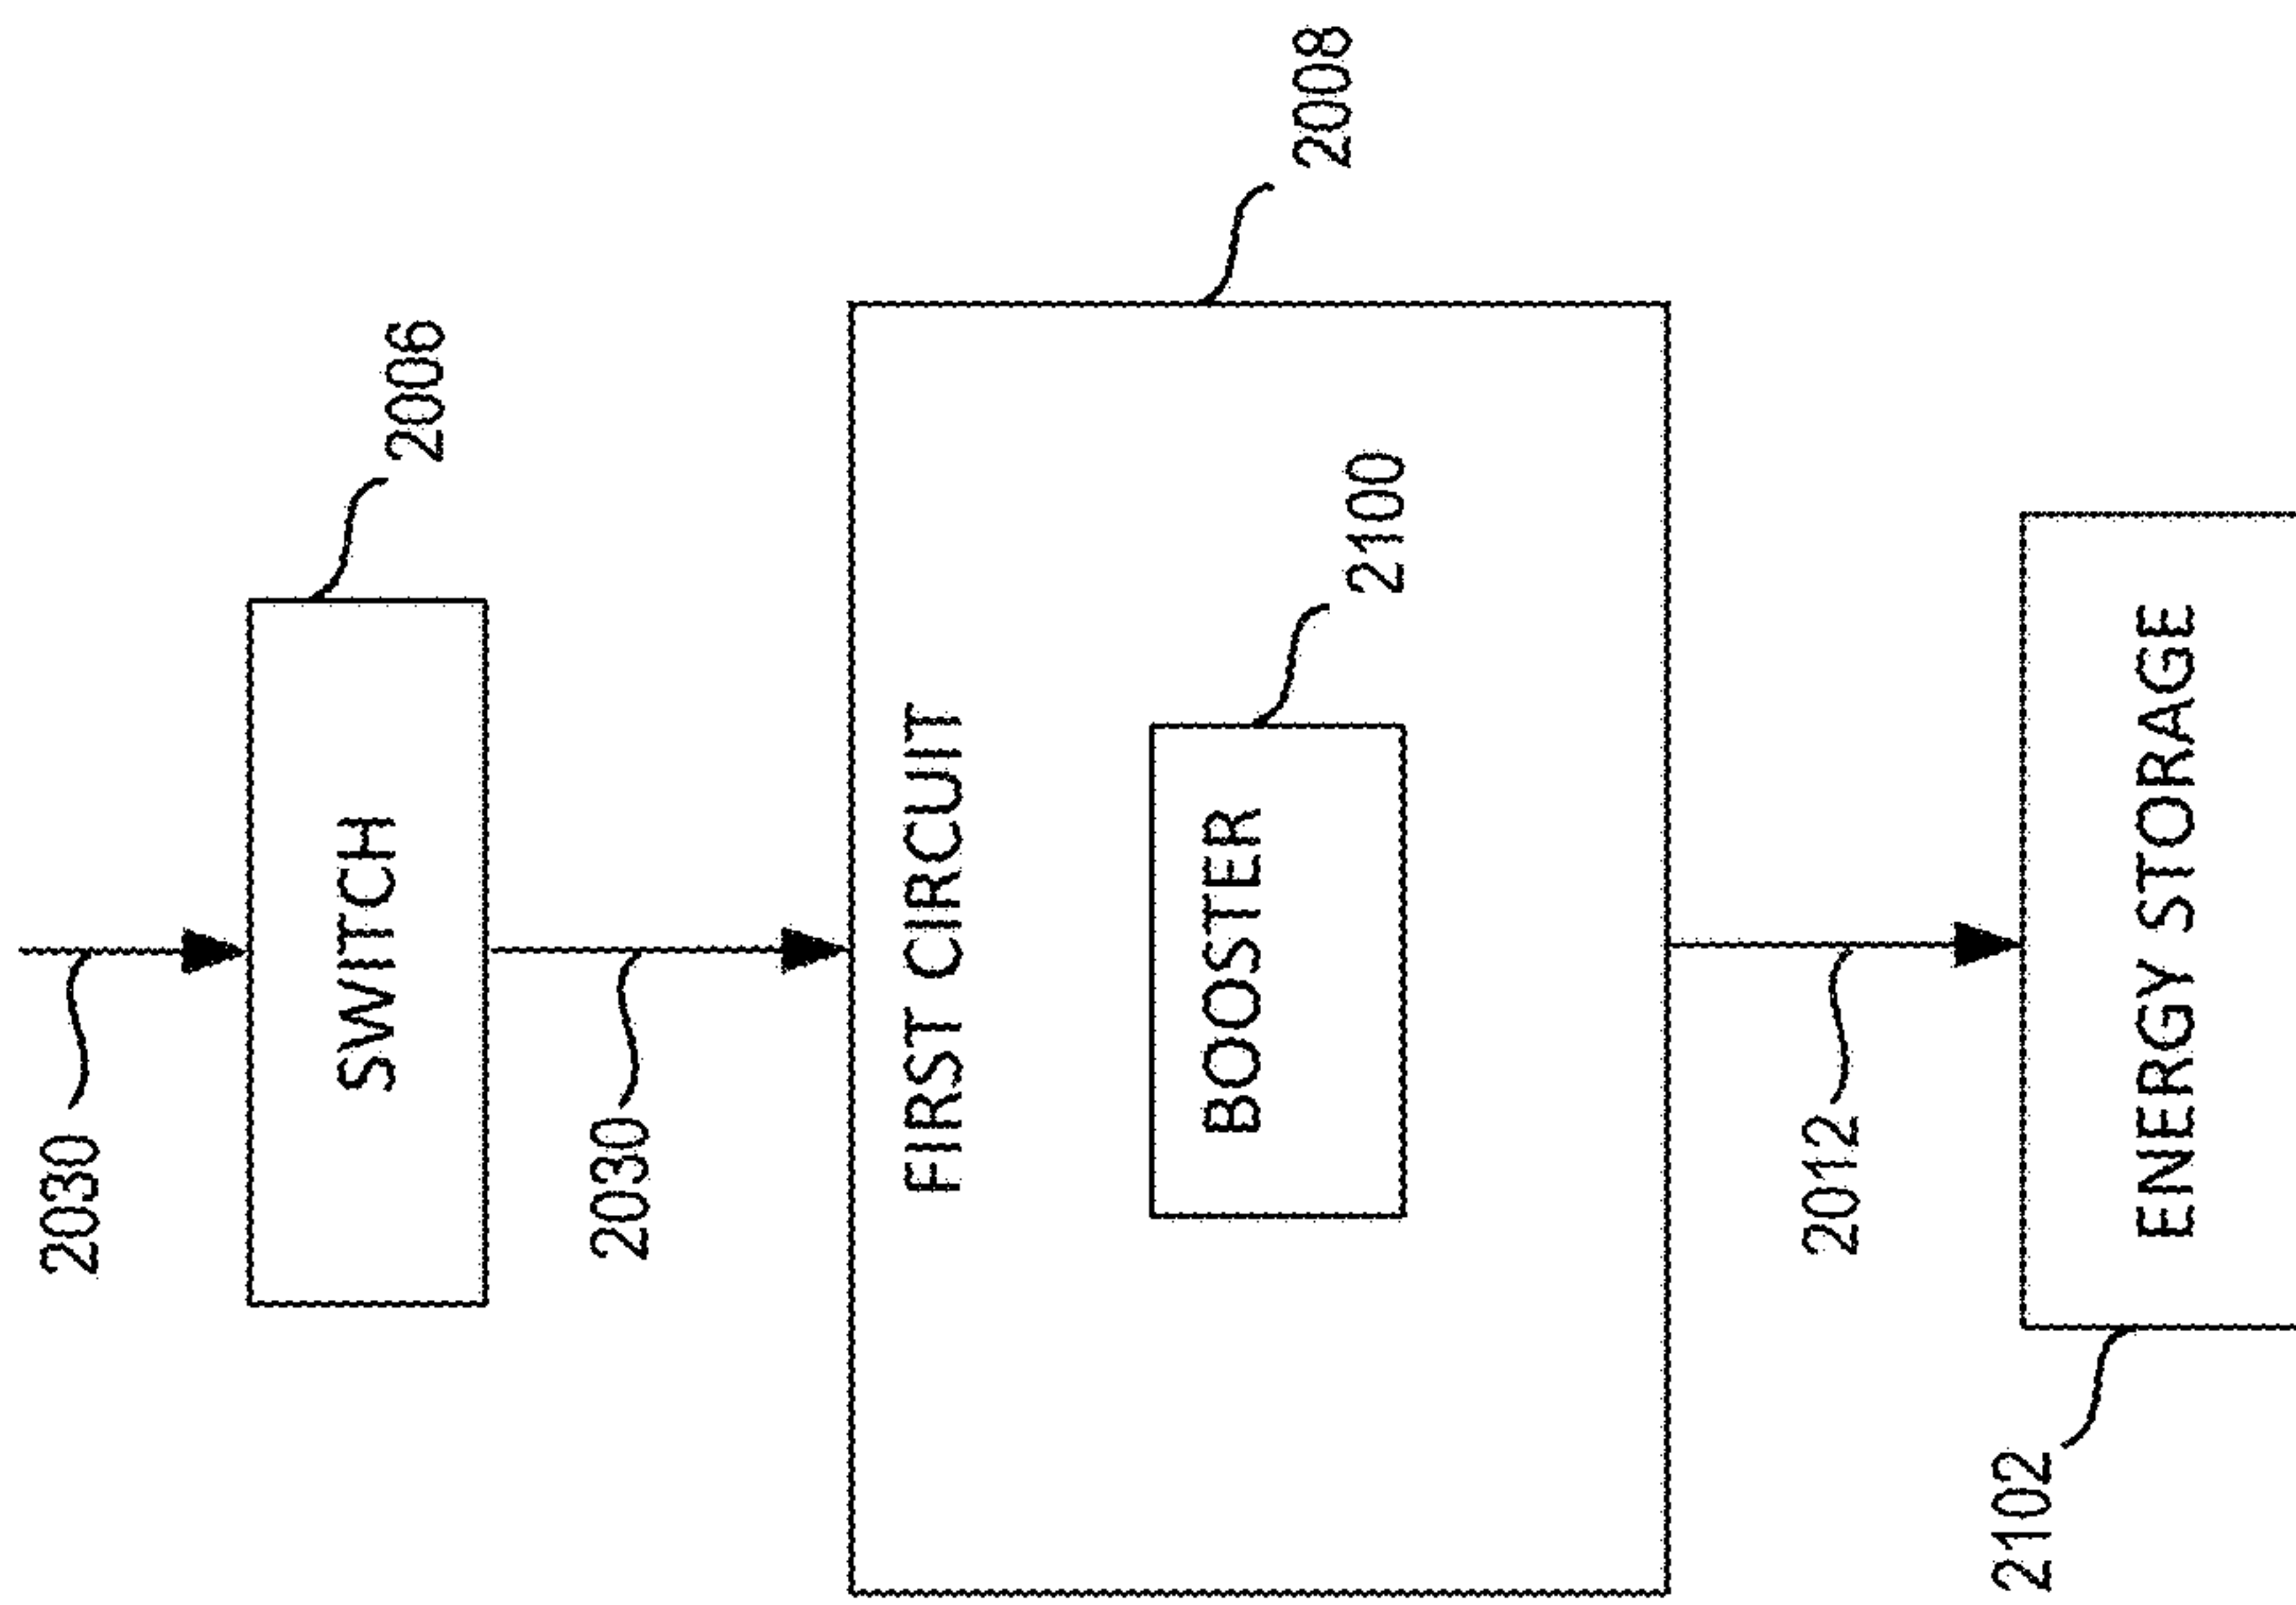 2030
SWITCH
2006
2030
FIRST CIRCUIT
2008
BOOSTER
2100
2012
2102
ENERGY STORAGE